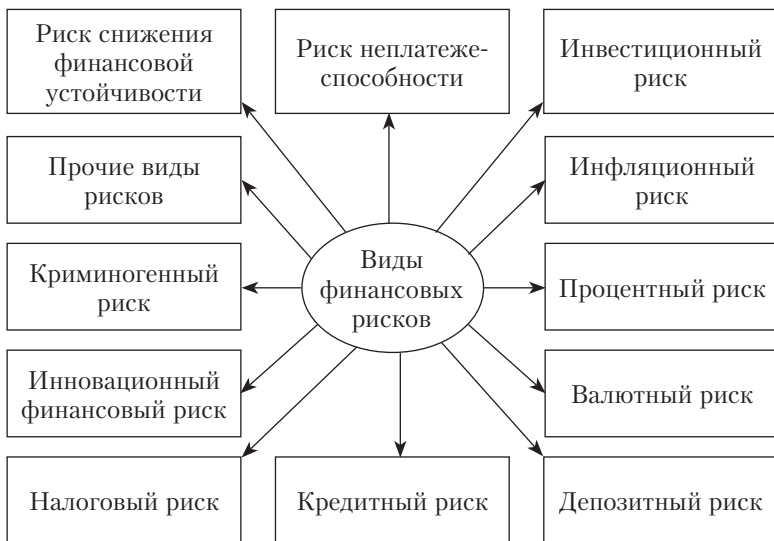 Риск снижения
финансовой
устойчивости
Риск неплатеже-
способности
Инвестиционный
риск
Прочие виды
рисков
Инфляционный
риск
Криминогенный
риск
Виды
финансовых
рисков
Процентный риск
Инновационный
финансовый риск
Валютный риск
Налоговый риск
Кредитный риск
Депозитный риск